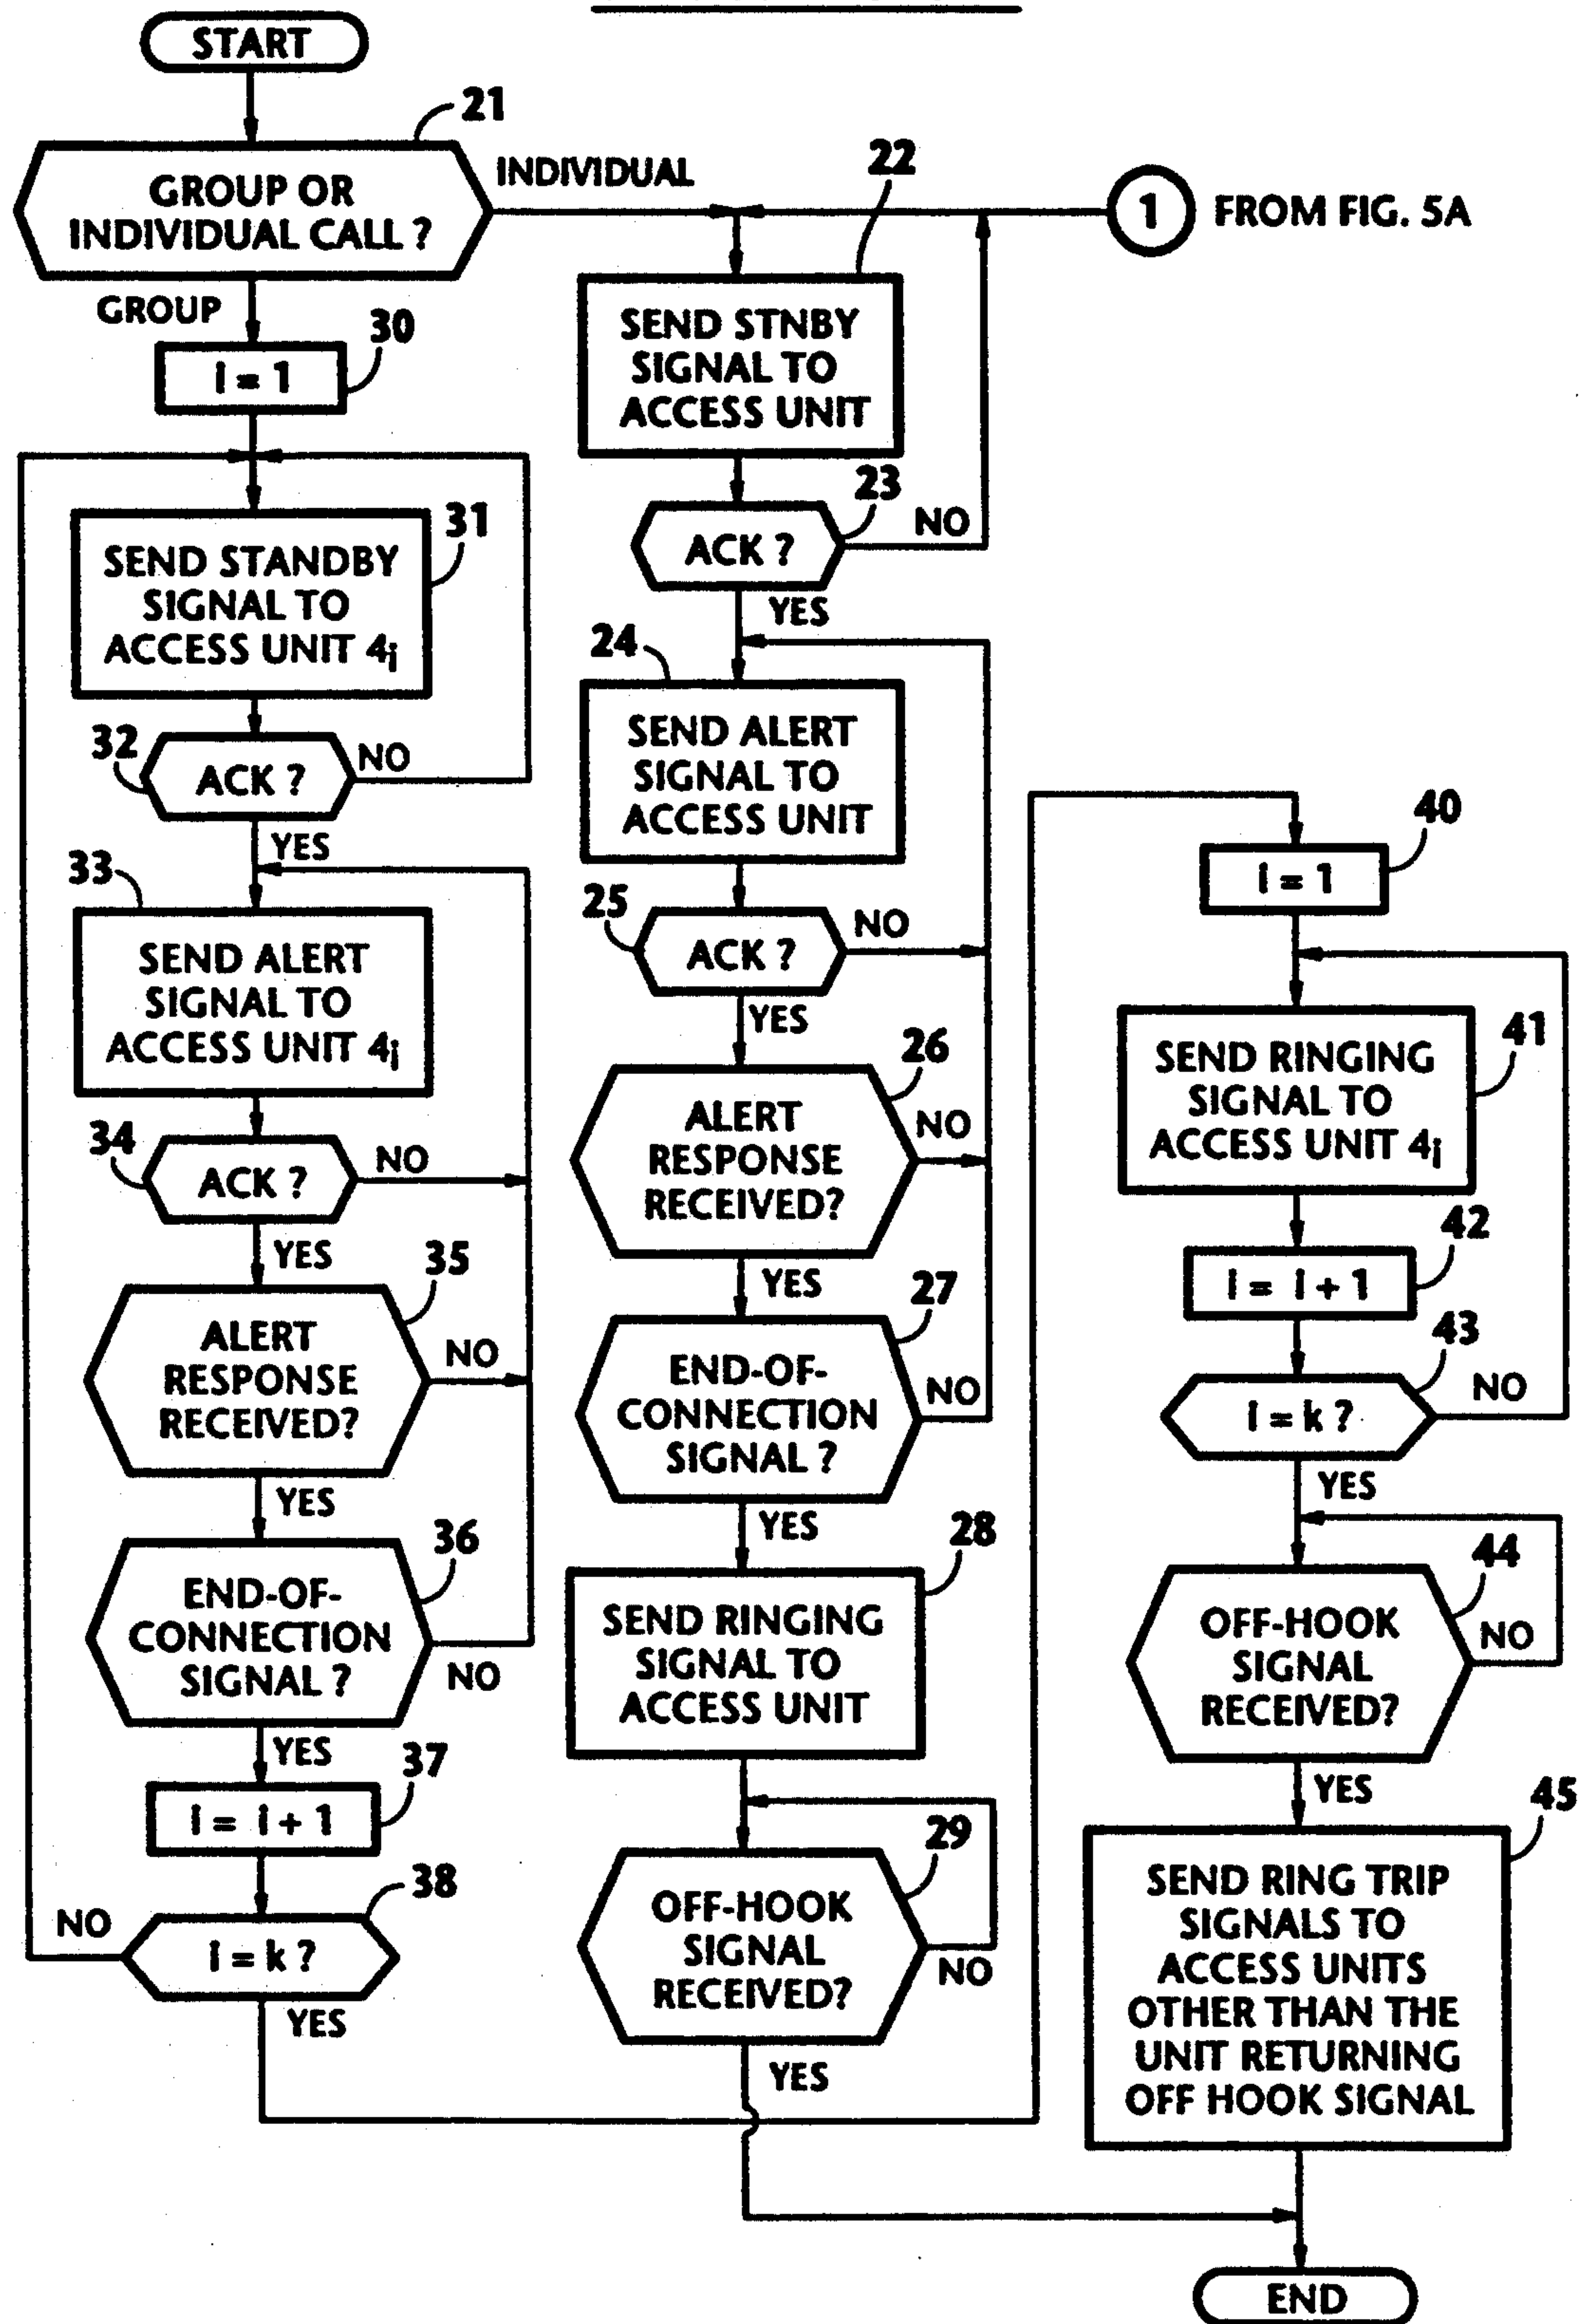 START
21
GROUP OR
INDIVIDUAL CALL ?
INDIVIDUAL
GROUP
30
i = 1
31
SEND STANDBY
SIGNAL TO
ACCESS UNIT 4i
32
ACK ?
NO
YES
33
SEND ALERT
SIGNAL TO
ACCESS UNIT 4i
34
ACK ?
NO
YES
35
ALERT
RESPONSE
RECEIVED?
NO
YES
36
END-OF-
CONNECTION
SIGNAL ?
NO
YES
37
i = i + 1
38
NO
i = k ?
YES
22
1
FROM FIG. 5A
SEND STNBY
SIGNAL TO
ACCESS UNIT
23
ACK ?
NO
YES
24
SEND ALERT
SIGNAL TO
ACCESS UNIT
25
ACK ?
NO
YES
26
ALERT
RESPONSE
RECEIVED?
NO
YES
27
END-OF-
CONNECTION
SIGNAL ?
NO
YES
28
SEND RINGING
SIGNAL TO
ACCESS UNIT
29
OFF-HOOK
SIGNAL
RECEIVED?
NO
YES
40
i = 1
41
SEND RINGING
SIGNAL TO
ACCESS UNIT 4i
42
i = i + 1
43
i = k ?
NO
YES
44
OFF-HOOK
SIGNAL
RECEIVED?
NO
YES
45
SEND RING TRIP
SIGNALS TO
ACCESS UNITS
OTHER THAN THE
UNIT RETURNING
OFF HOOK SIGNAL
END